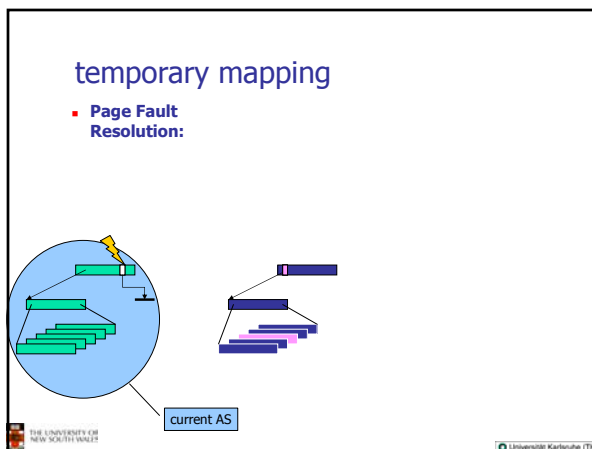 temporary mapping
Page Fault
Resolution:
current AS
THE UNIVERSITY OF
NEW SOUTH WALES
Universität Karlsruhe (TH